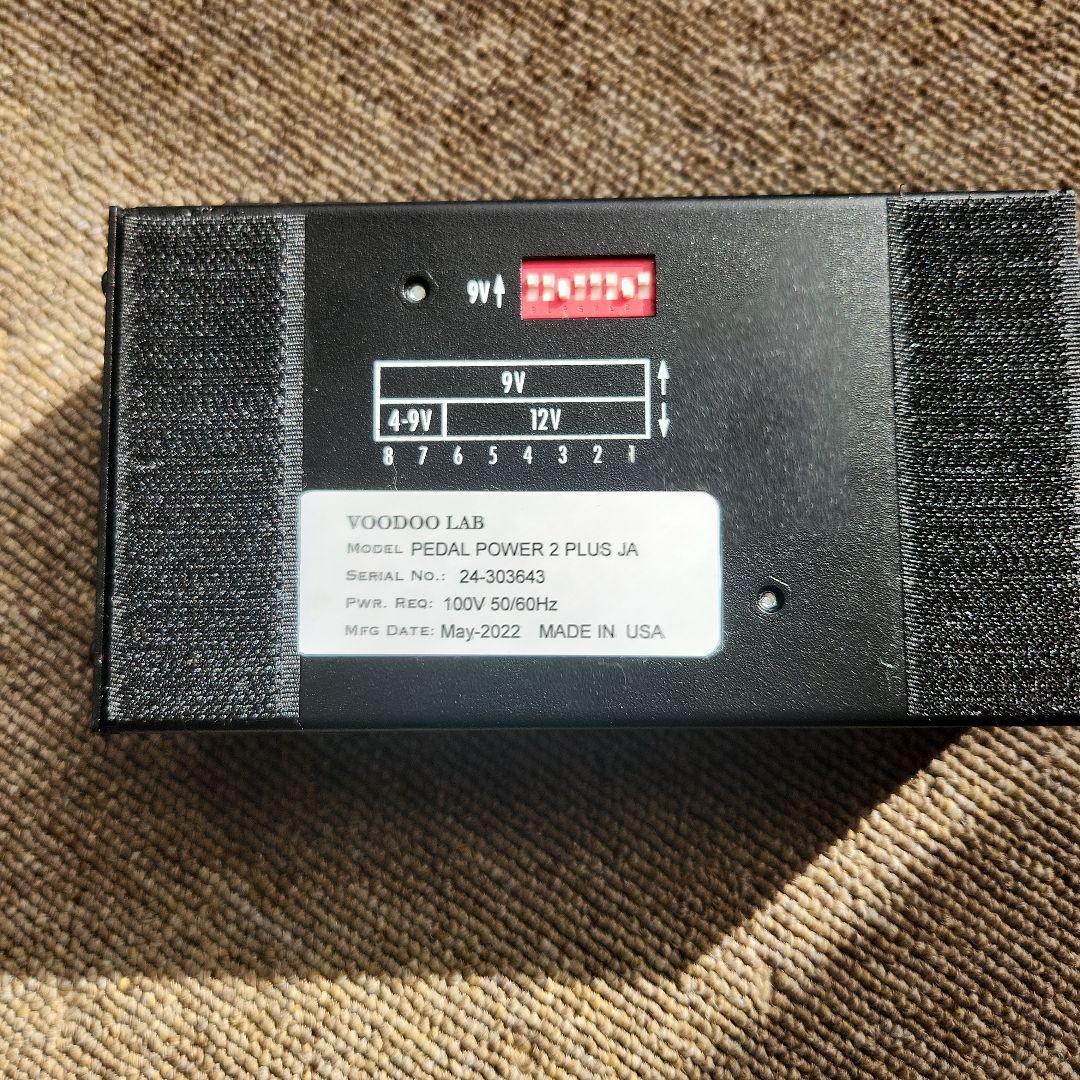 9V↑
9V ↑
4-9V 12V ↓
8 7 6 5 4 3 2 1
VOODOO LAB
MODEL PEDAL POWER 2 PLUS JA
SERIAL NO.: 24-303643
PWR. REQ: 100V 50/60Hz
MFG DATE: May-2022 MADE IN USA